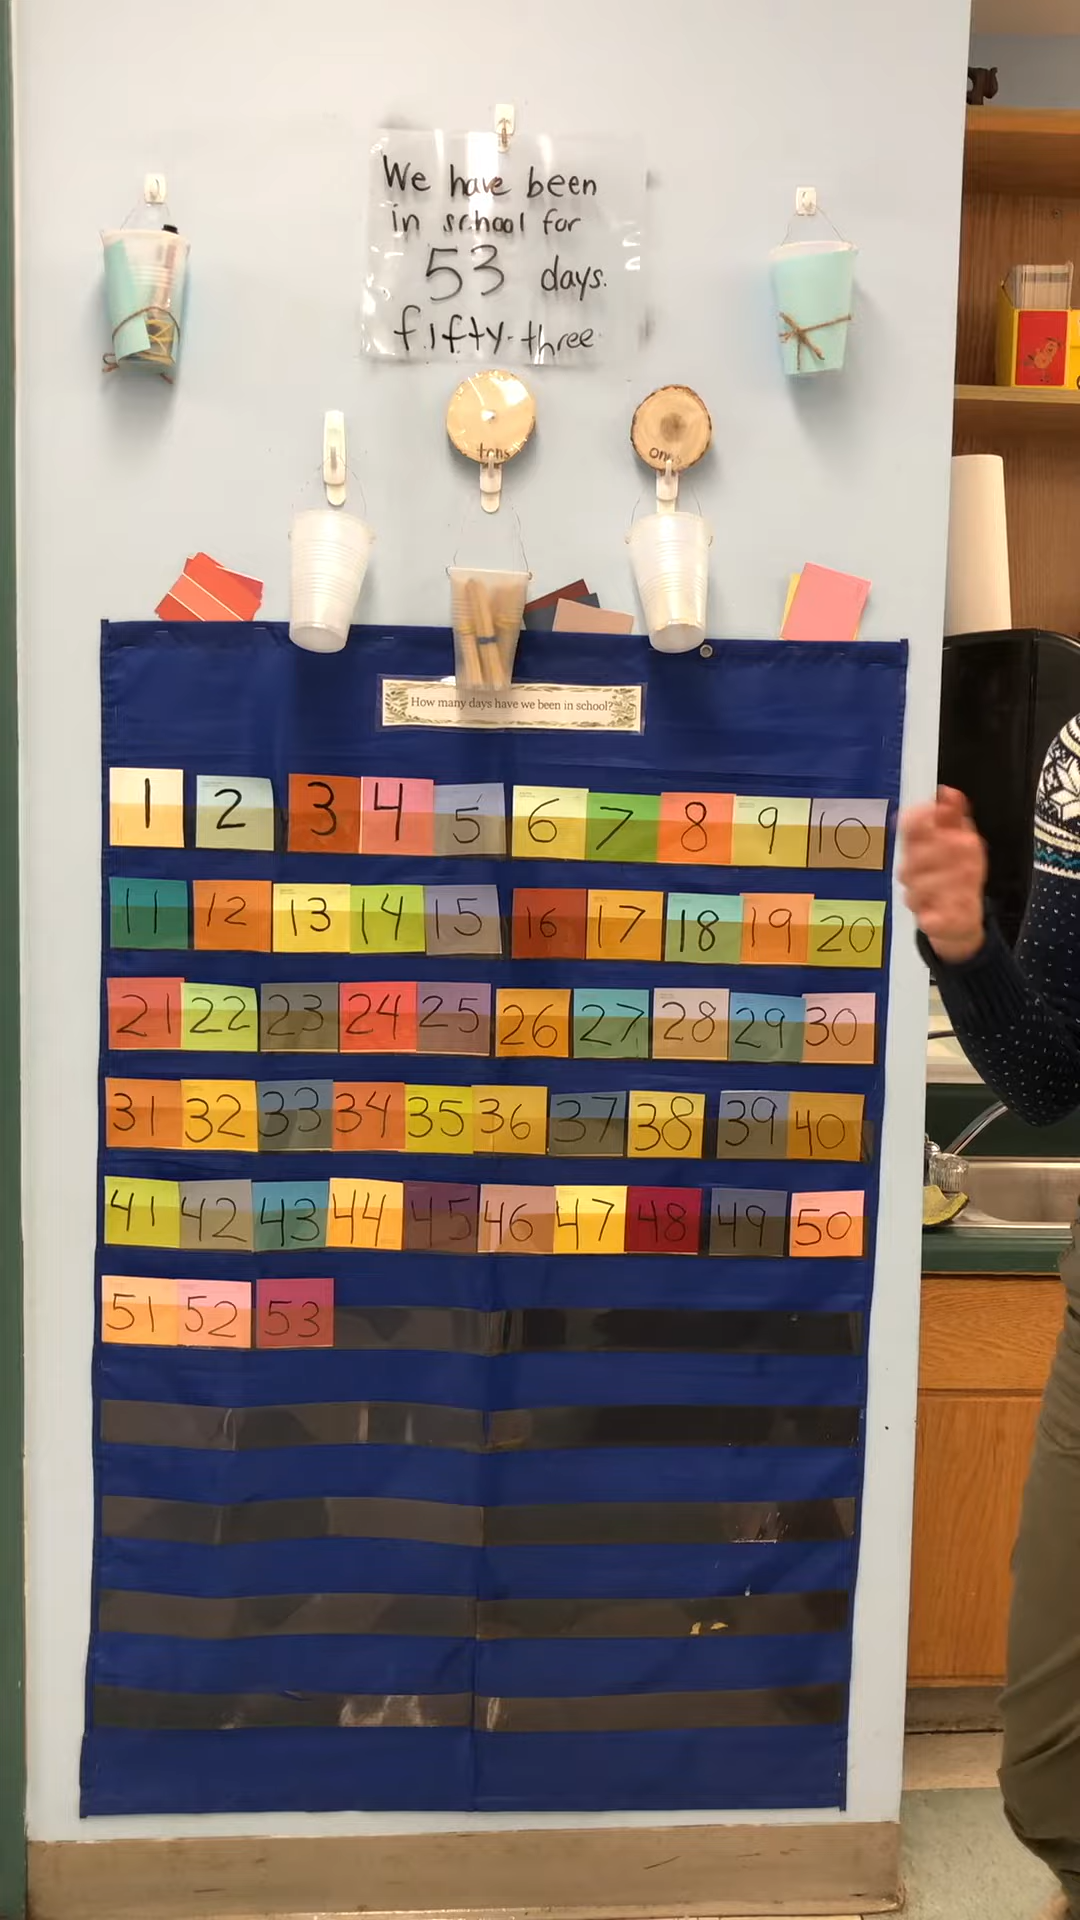 We have been
in school for
53 days.
fifty-three
tens
ones
How many days have we been in school?
1 2 3 4 5 6 7 8 9 10
11 12 13 14 15 16 17 18 19 20
21 22 23 24 25 26 27 28 29 30
31 32 33 34 35 36 37 38 39 40
41 42 43 44 45 46 47 48 49 50
51 52 53